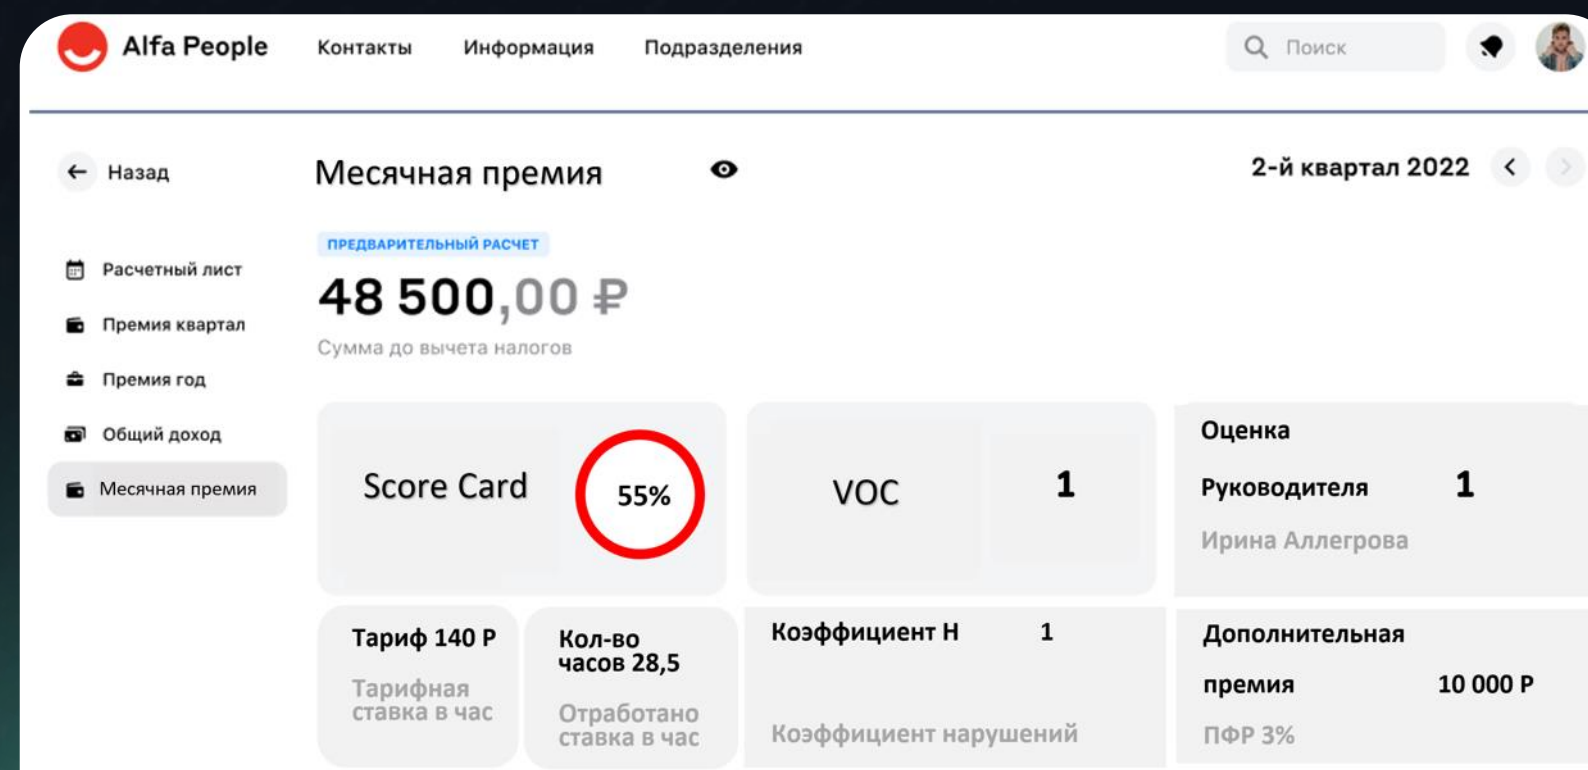 Alfa People
Контакты
Информация
Подразделения
Поиск
Назад
Месячная премия
2-й квартал 2022
Расчетный лист
Премия квартал
Премия год
Общий доход
Месячная премия
ПРЕДВАРИТЕЛЬНЫЙ РАСЧЕТ
48 500,00 ₽
Сумма до вычета налогов
Score Card
55%
VOC
1
Оценка
Руководителя 1
Ирина Аллегрова
Тариф 140 Р
Тарифная
ставка в час
Кол-во
часов 28,5
Отработано
ставка в час
Коэффициент Н 1
Коэффициент нарушений
Дополнительная
премия 10 000 Р
ПФР 3%